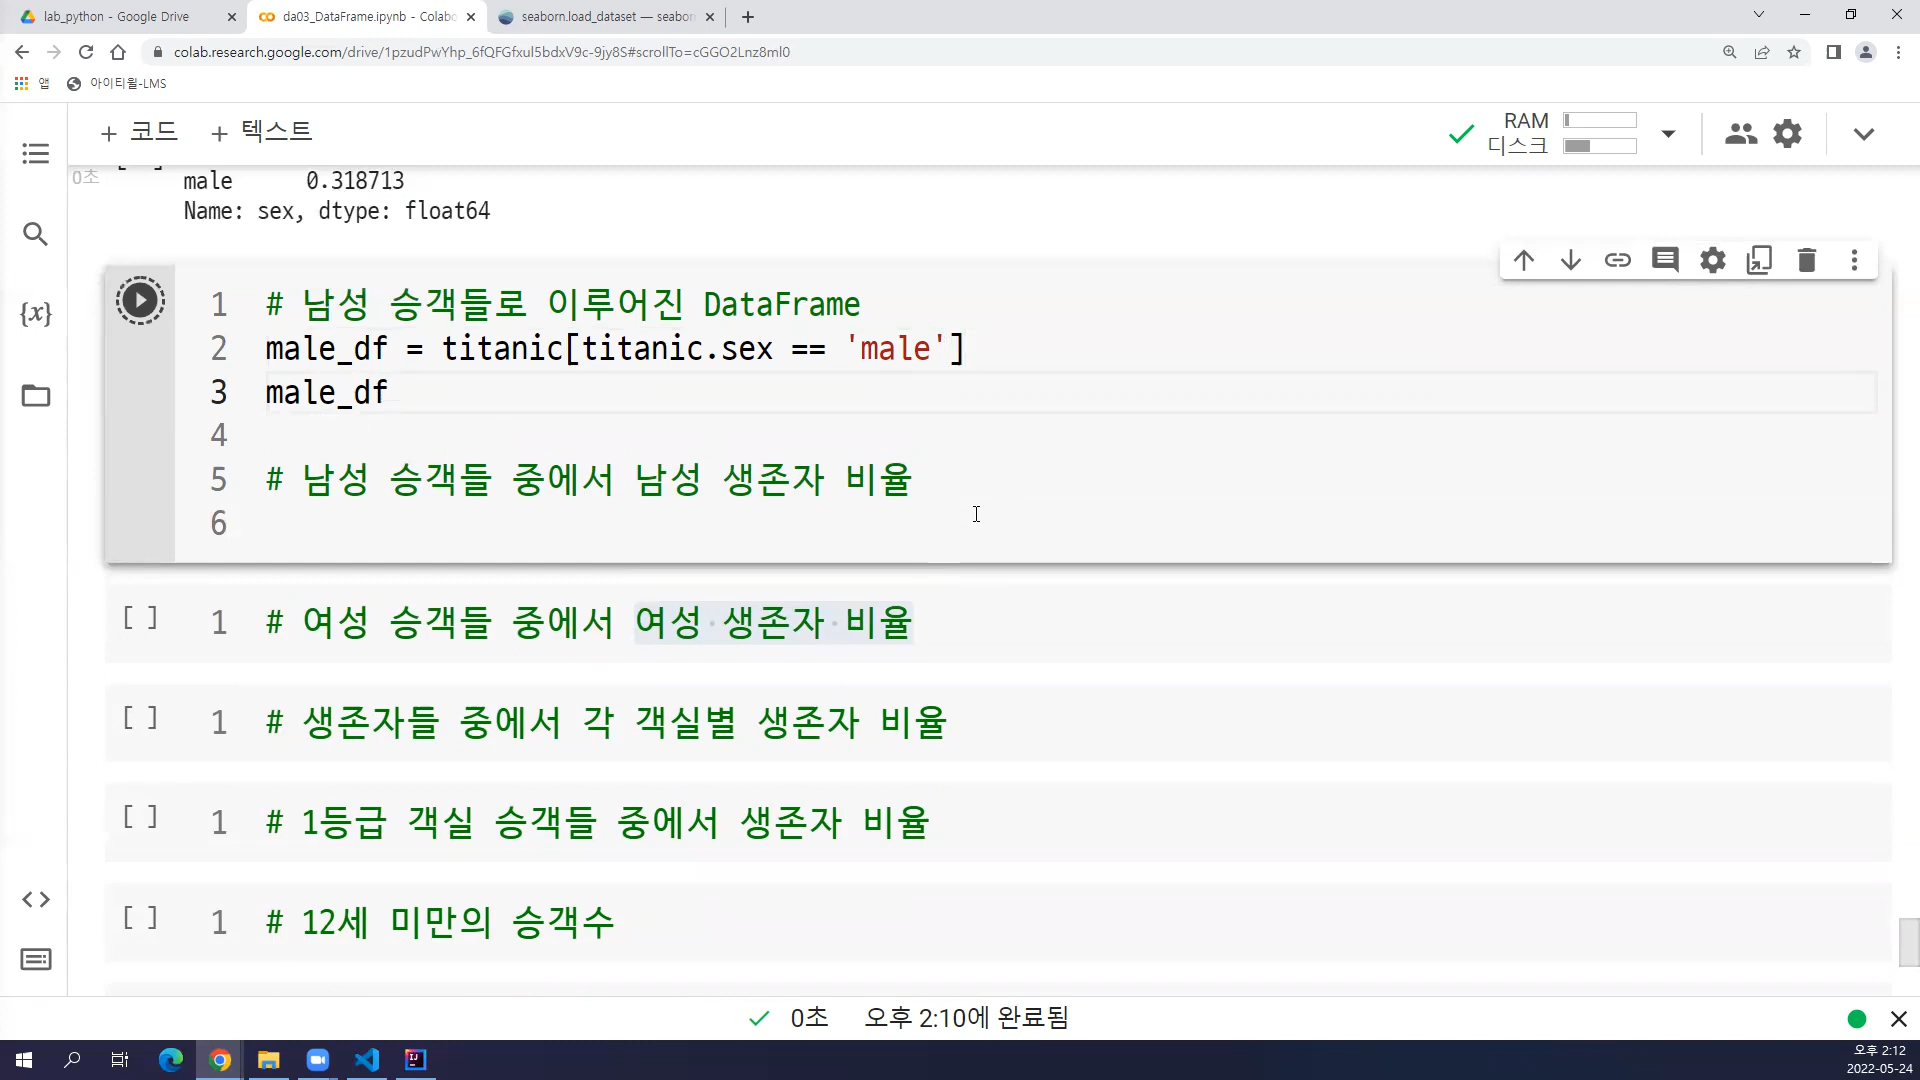 lab_python - Google Drive
da03_DataFrame.ipynb - Colabo
seaborn.load_dataset — seabor
colab.research.google.com/drive/1pzudPwYhp_6fQFGfxul5bdxV9c-9jy8S#scrollTo=cGGO2Lnz8ml0
앱
아이티윌-LMS
+ 코드
+ 텍스트
RAM
디스크
0초
male 0.318713
Name: sex, dtype: float64
1 # 남성 승객들로 이루어진 DataFrame
2 male_df = titanic[titanic.sex == 'male']
3 male_df
4
5 # 남성 승객들 중에서 남성 생존자 비율
6
[ ] 1 # 여성 승객들 중에서 여성 생존자 비율
[ ] 1 # 생존자들 중에서 각 객실별 생존자 비율
[ ] 1 # 1등급 객실 승객들 중에서 생존자 비율
[ ] 1 # 12세 미만의 승객수
{x}
0초 오후 2:10에 완료됨
오후 2:12
2022-05-24